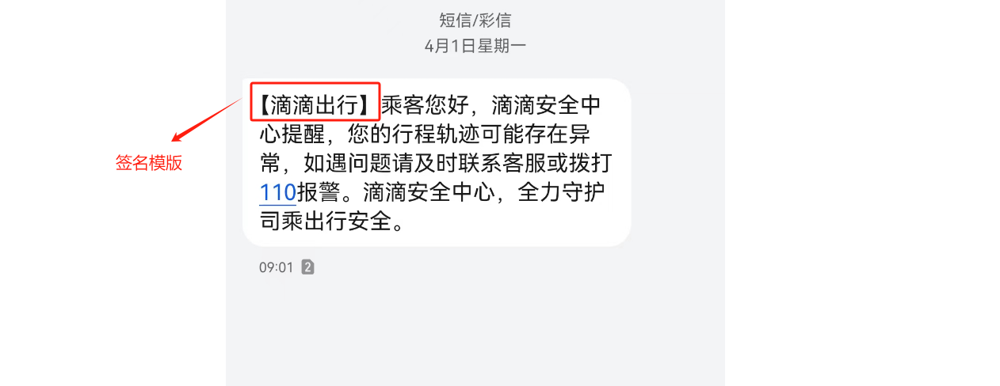 短信/彩信
4月1日星期一
【滴滴出行】乘客您好，滴滴安全中
心提醒，您的行程轨迹可能存在异
常，如遇问题请及时联系客服或拨打
110报警。滴滴安全中心，全力守护
司乘出行安全。
签名模版
09:01 2